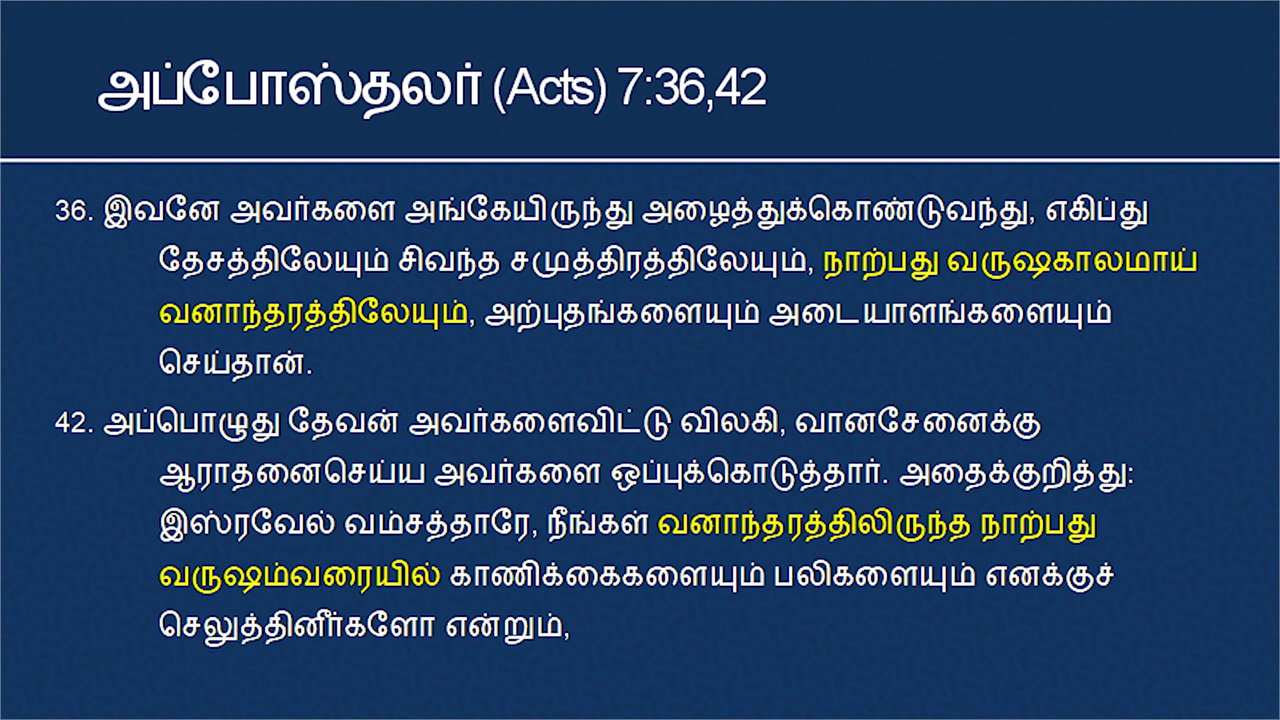 அப்போஸ்தலர் (Acts) 7:36,42
36. இவனே அவர்களை அங்கேயிருந்து அழைத்துக்கொண்டுவந்து, எகிப்து
தேசத்திலேயும் சிவந்த சமுத்திரத்திலேயும், நாற்பது வருஷகாலமாய்
வனாந்தரத்திலேயும், அற்புதங்களையும் அடையாளங்களையும்
செய்தான்.
42. அப்பொழுது தேவன் அவர்களைவிட்டு விலகி, வானசேனைக்கு
ஆராதனைசெய்ய அவர்களை ஒப்புக்கொடுத்தார். அதைக்குறித்து:
இஸ்ரவேல் வம்சத்தாரே, நீங்கள் வனாந்தரத்திலிருந்த நாற்பது
வருஷம்வரையில் காணிக்கைகளையும் பலிகளையும் எனக்குச்
செலுத்தினீர்களோ என்றும்,